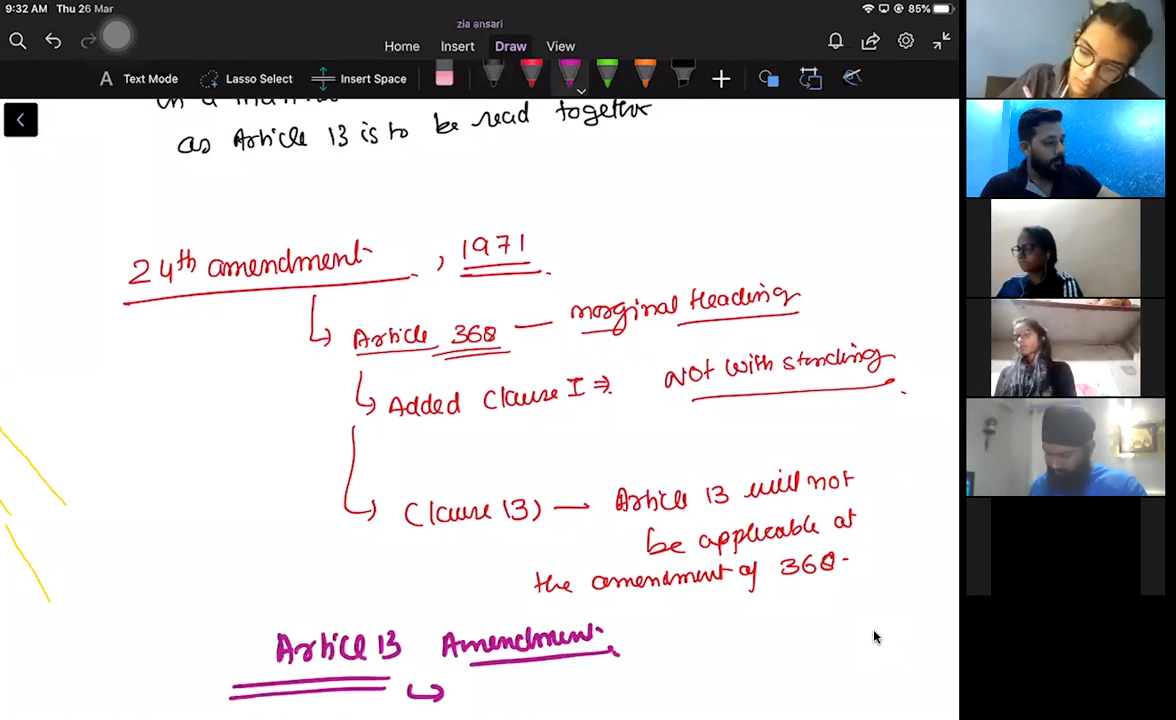 9:32 AM Thu 26 Mar
85%
zia ansari
Home Insert Draw View
Text Mode Lasso Select Insert Space
in a
as Article 13 is to be read together
24th amendment , 1971
Article 368 — marginal Heading
Added Clause I ⇒ Not with standing
Clause 13) — Article 13 will not
be applicable at
the amendment of 368.
Article 13 Amendment